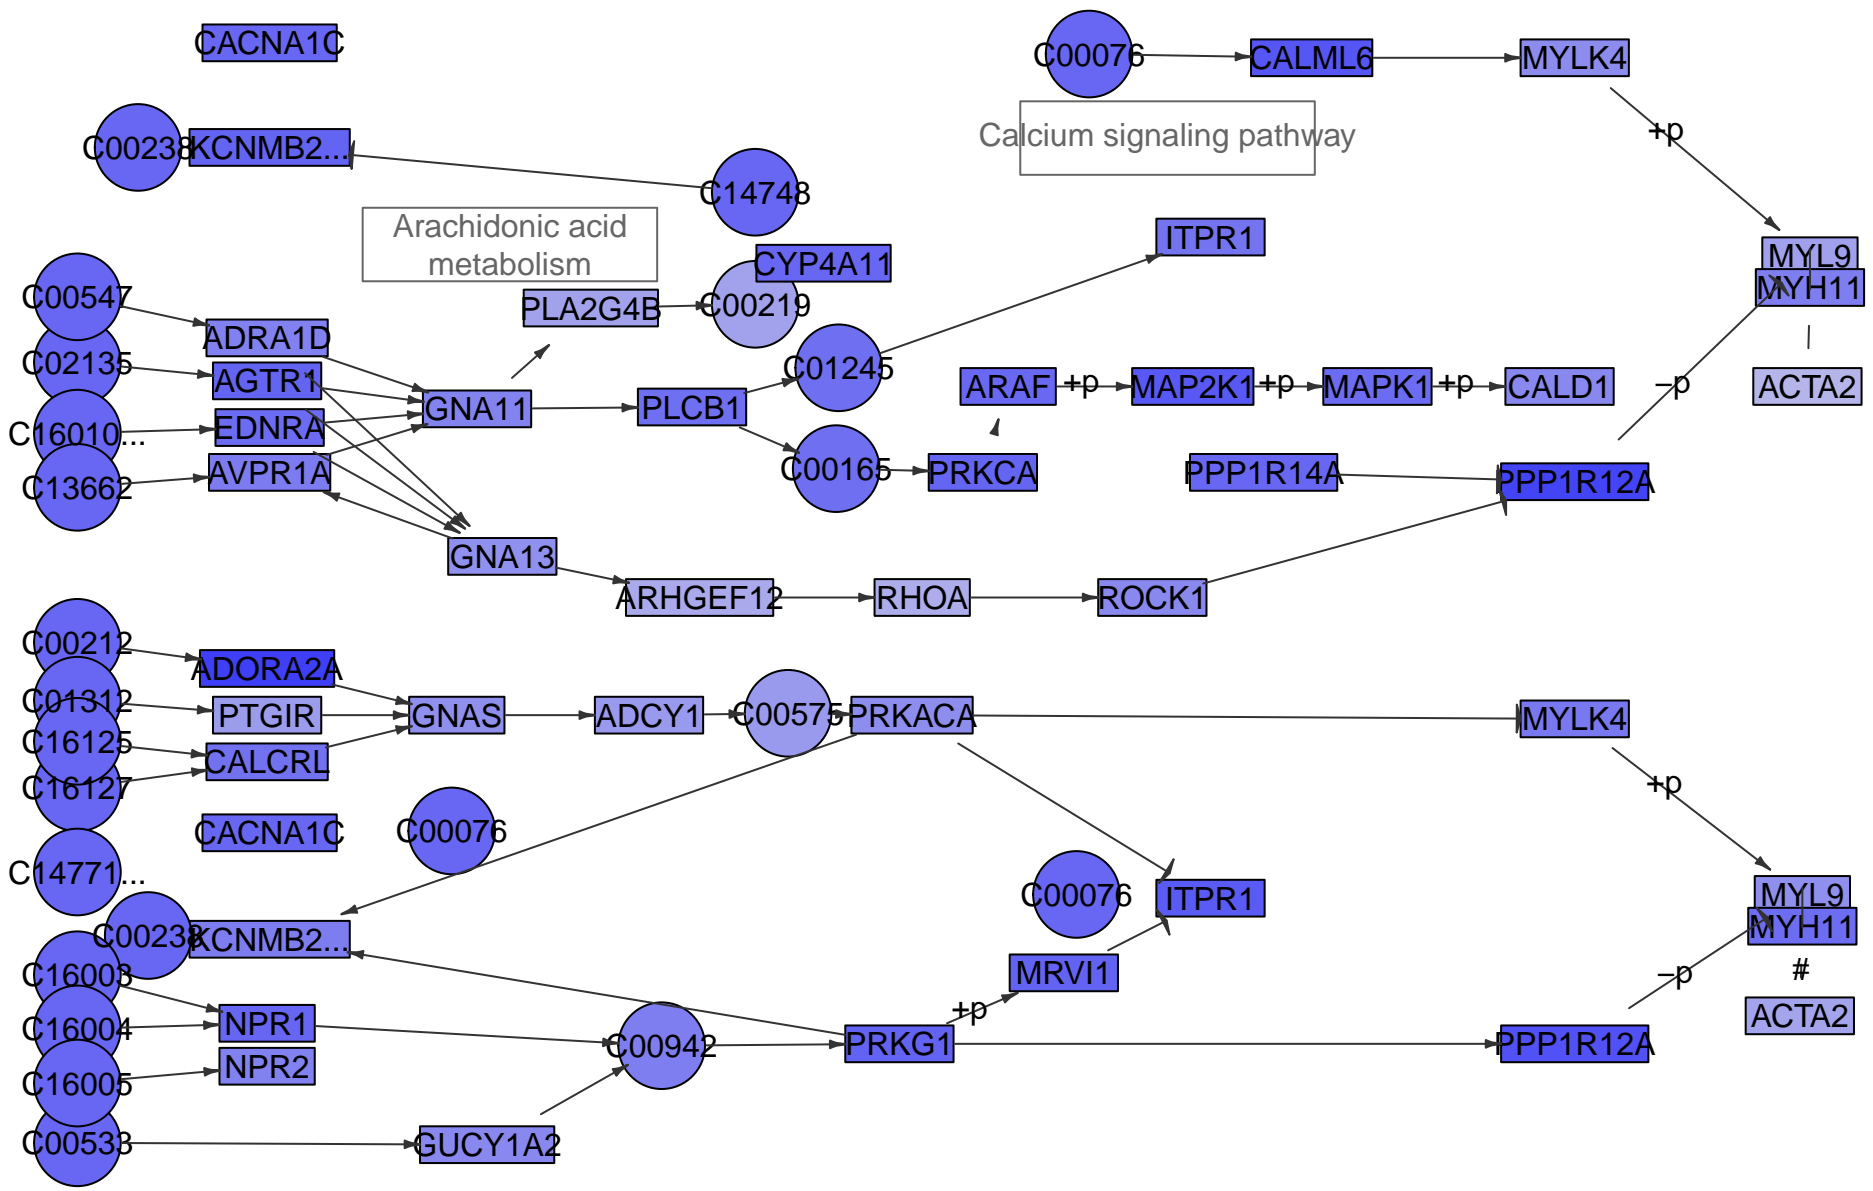 CACNA1C
C00076
CALML6
MYLK4
+p
C00238
KCNMB2...
Calcium signaling pathway
C14748
Arachidonic acid
metabolism
ITPR1
CYP4A11
MYL9
MYH11
C00547
PLA2G4B
C00219
ADRA1D
C02135
AGTR1
C01245
ARAF
+p
MAP2K1
+p
MAPK1
+p
CALD1
–p
ACTA2
GNA11
PLCB1
C16010...
EDNRA
C13662
AVPR1A
C00165
PRKCA
PPP1R14A
PPP1R12A
GNA13
ARHGEF12
RHOA
ROCK1
C00212
ADORA2A
C01312
PTGIR
GNAS
ADCY1
C00575
PRKACA
MYLK4
C16125
CALCRL
C16127
+p
CACNA1C
C00076
C14771...
C00076
ITPR1
MYL9
MYH11
C00238
KCNMB2...
C16003
MRVI1
–p
#
+p
ACTA2
C16004
NPR1
C00942
PRKG1
PPP1R12A
NPR2
C16005
C00533
GUCY1A2